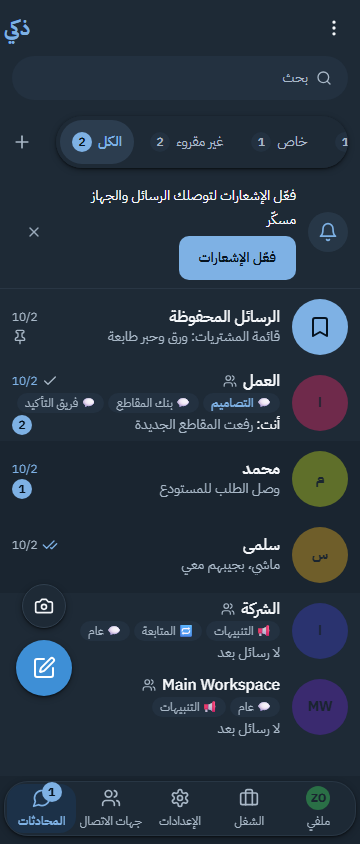 ذكي
بحث
الكل 2
غير مقروء 2
خاص 1
1
فعّل الإشعارات لتوصلك الرسائل والجهاز
مسكّر
فعّل الإشعارات
الرسائل المحفوظة 10/2
قائمة المشتريات: ورق وحبر طابعة
العمل 10/2
ا
التصاميم بنك المقاطع فريق التأكيد
أنت: رفعت المقاطع الجديدة 2
محمد 10/2
م
وصل الطلب للمستودع 1
سلمى 10/2
س
ماشي، بجيبهم معي
الشركة
ا
التنبيهات المتابعة عام
لا رسائل بعد
Main Workspace
MW
عام التنبيهات
لا رسائل بعد
ZO 1
ملفي الشغل الإعدادات جهات الاتصال المحادثات